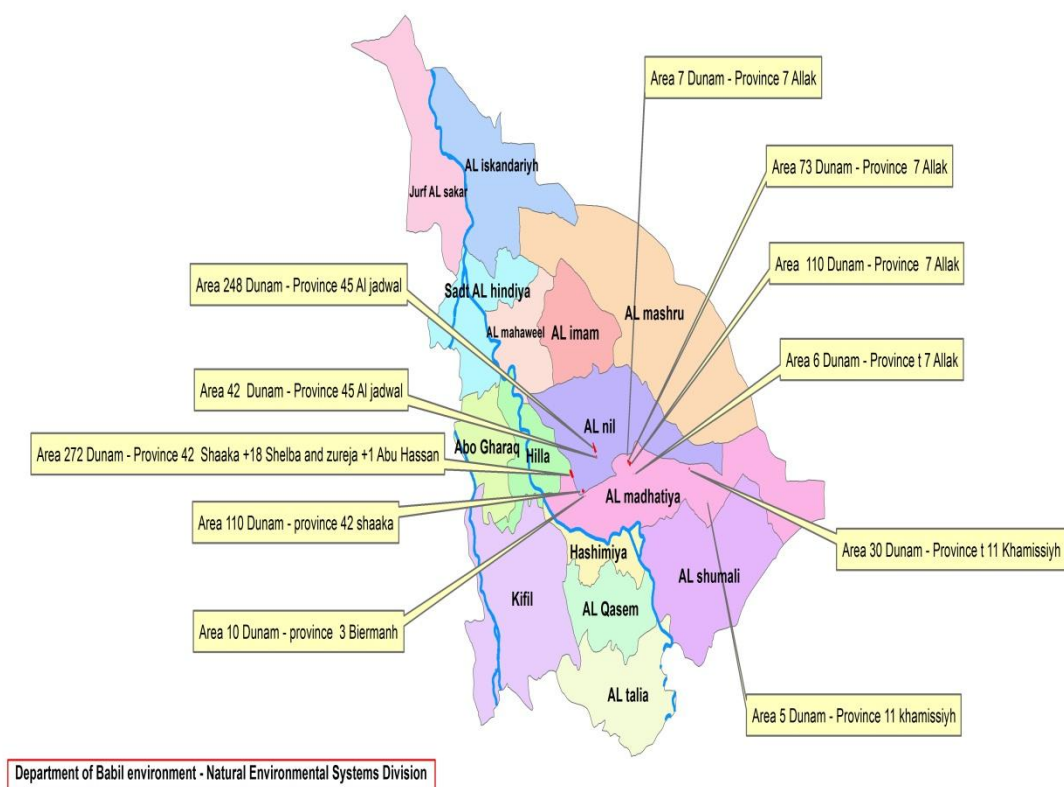 Area 7 Dunam - Province 7 Allak
Area 73 Dunam - Province 7 Allak
AL iskandariyh
Jurf AL sakar
Area 110 Dunam - Province 7 Allak
Area 248 Dunam - Province 45 Al jadwal
Sadt AL hindiya
AL mashru
AL mahaweel
AL imam
Area 6 Dunam - Province t 7 Allak
Area 42 Dunam - Province 45 Al jadwal
AL nil
Abo Gharaq
Hilla
Area 272 Dunam - Province 42 Shaaka +18 Shelba and zureja +1 Abu Hassan
AL madhatiya
Area 110 Dunam - province 42 shaaka
Area 30 Dunam - Province t 11 Khamissiyh
Hashimiya
AL shumali
Kifil
AL Qasem
Area 10 Dunam - province 3 Biermanh
AL talia
Area 5 Dunam - Province 11 khamissiyh
Department of Babil environment - Natural Environmental Systems Division